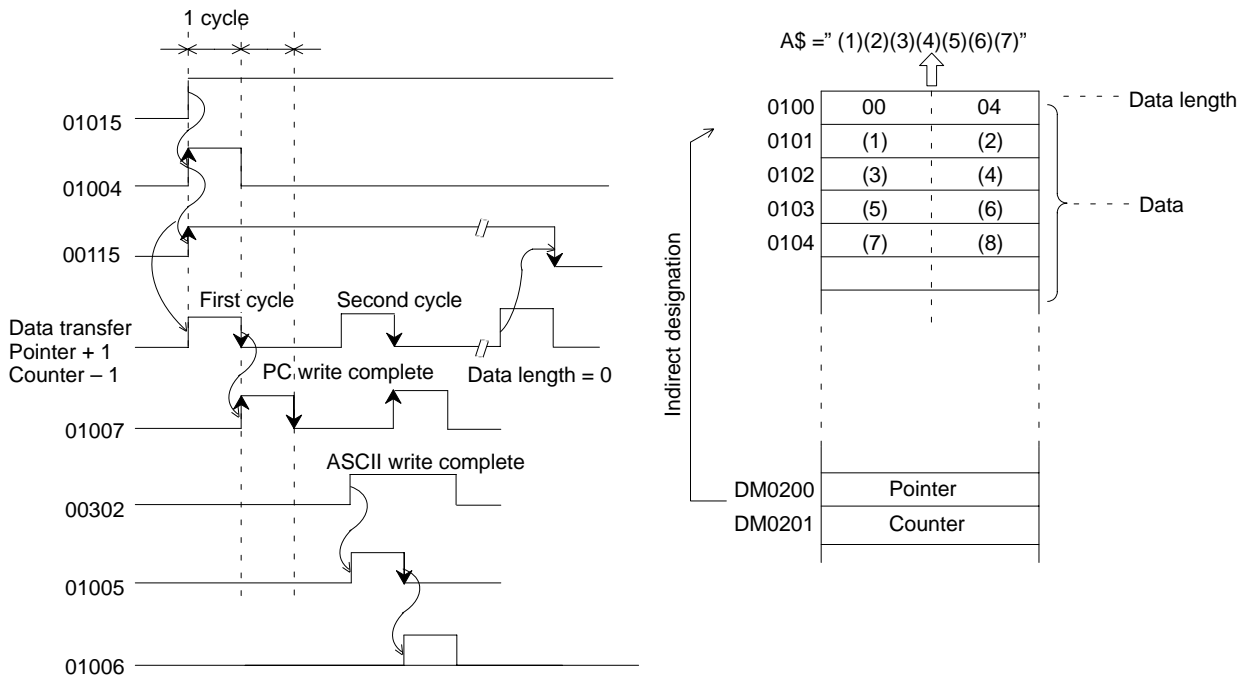 1 cycle
01015
01004
00115
First cycle
Second cycle
Data transfer
Pointer + 1
Counter – 1
PC write complete
Data length = 0
01007
ASCII write complete
00302
01005
01006
A$ =” (1)(2)(3)(4)(5)(6)(7)”
0100 00 04
Data length
0101 (1) (2)
0102 (3) (4)
0103 (5) (6)
Data
0104 (7) (8)
Indirect designation
DM0200 Pointer
DM0201 Counter